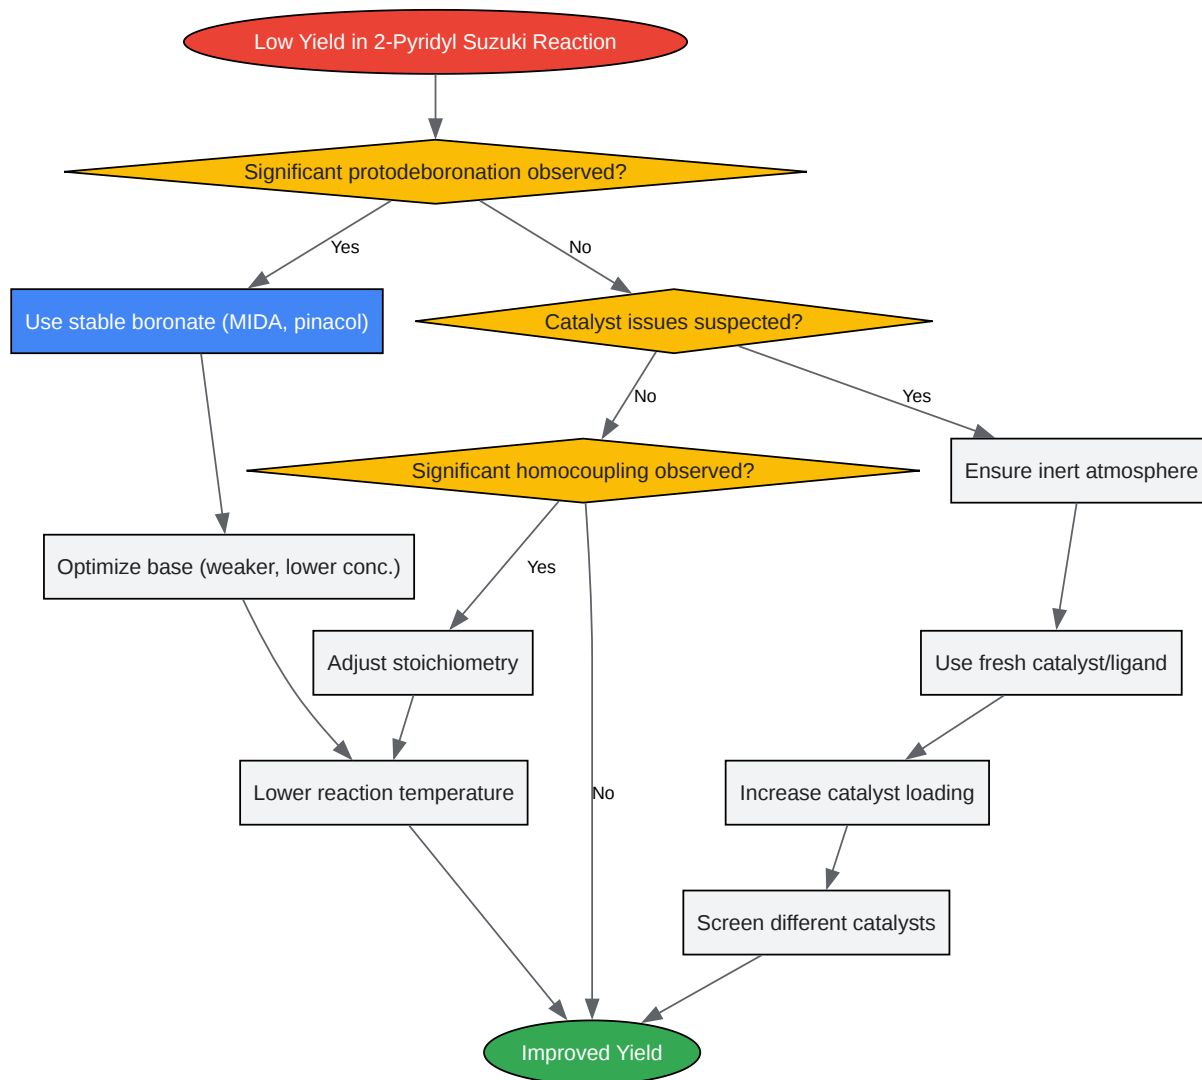 Low Yield in 2-Pyridyl Suzuki Reaction
Significant protodeboronation observed?
Yes
No
Use stable boronate (MIDA, pinacol)
Catalyst issues suspected?
No
Yes
Significant homocoupling observed?
Ensure inert atmosphere
Optimize base (weaker, lower conc.)
Yes
Adjust stoichiometry
Use fresh catalyst/ligand
Lower reaction temperature
No
Increase catalyst loading
Screen different catalysts
Improved Yield